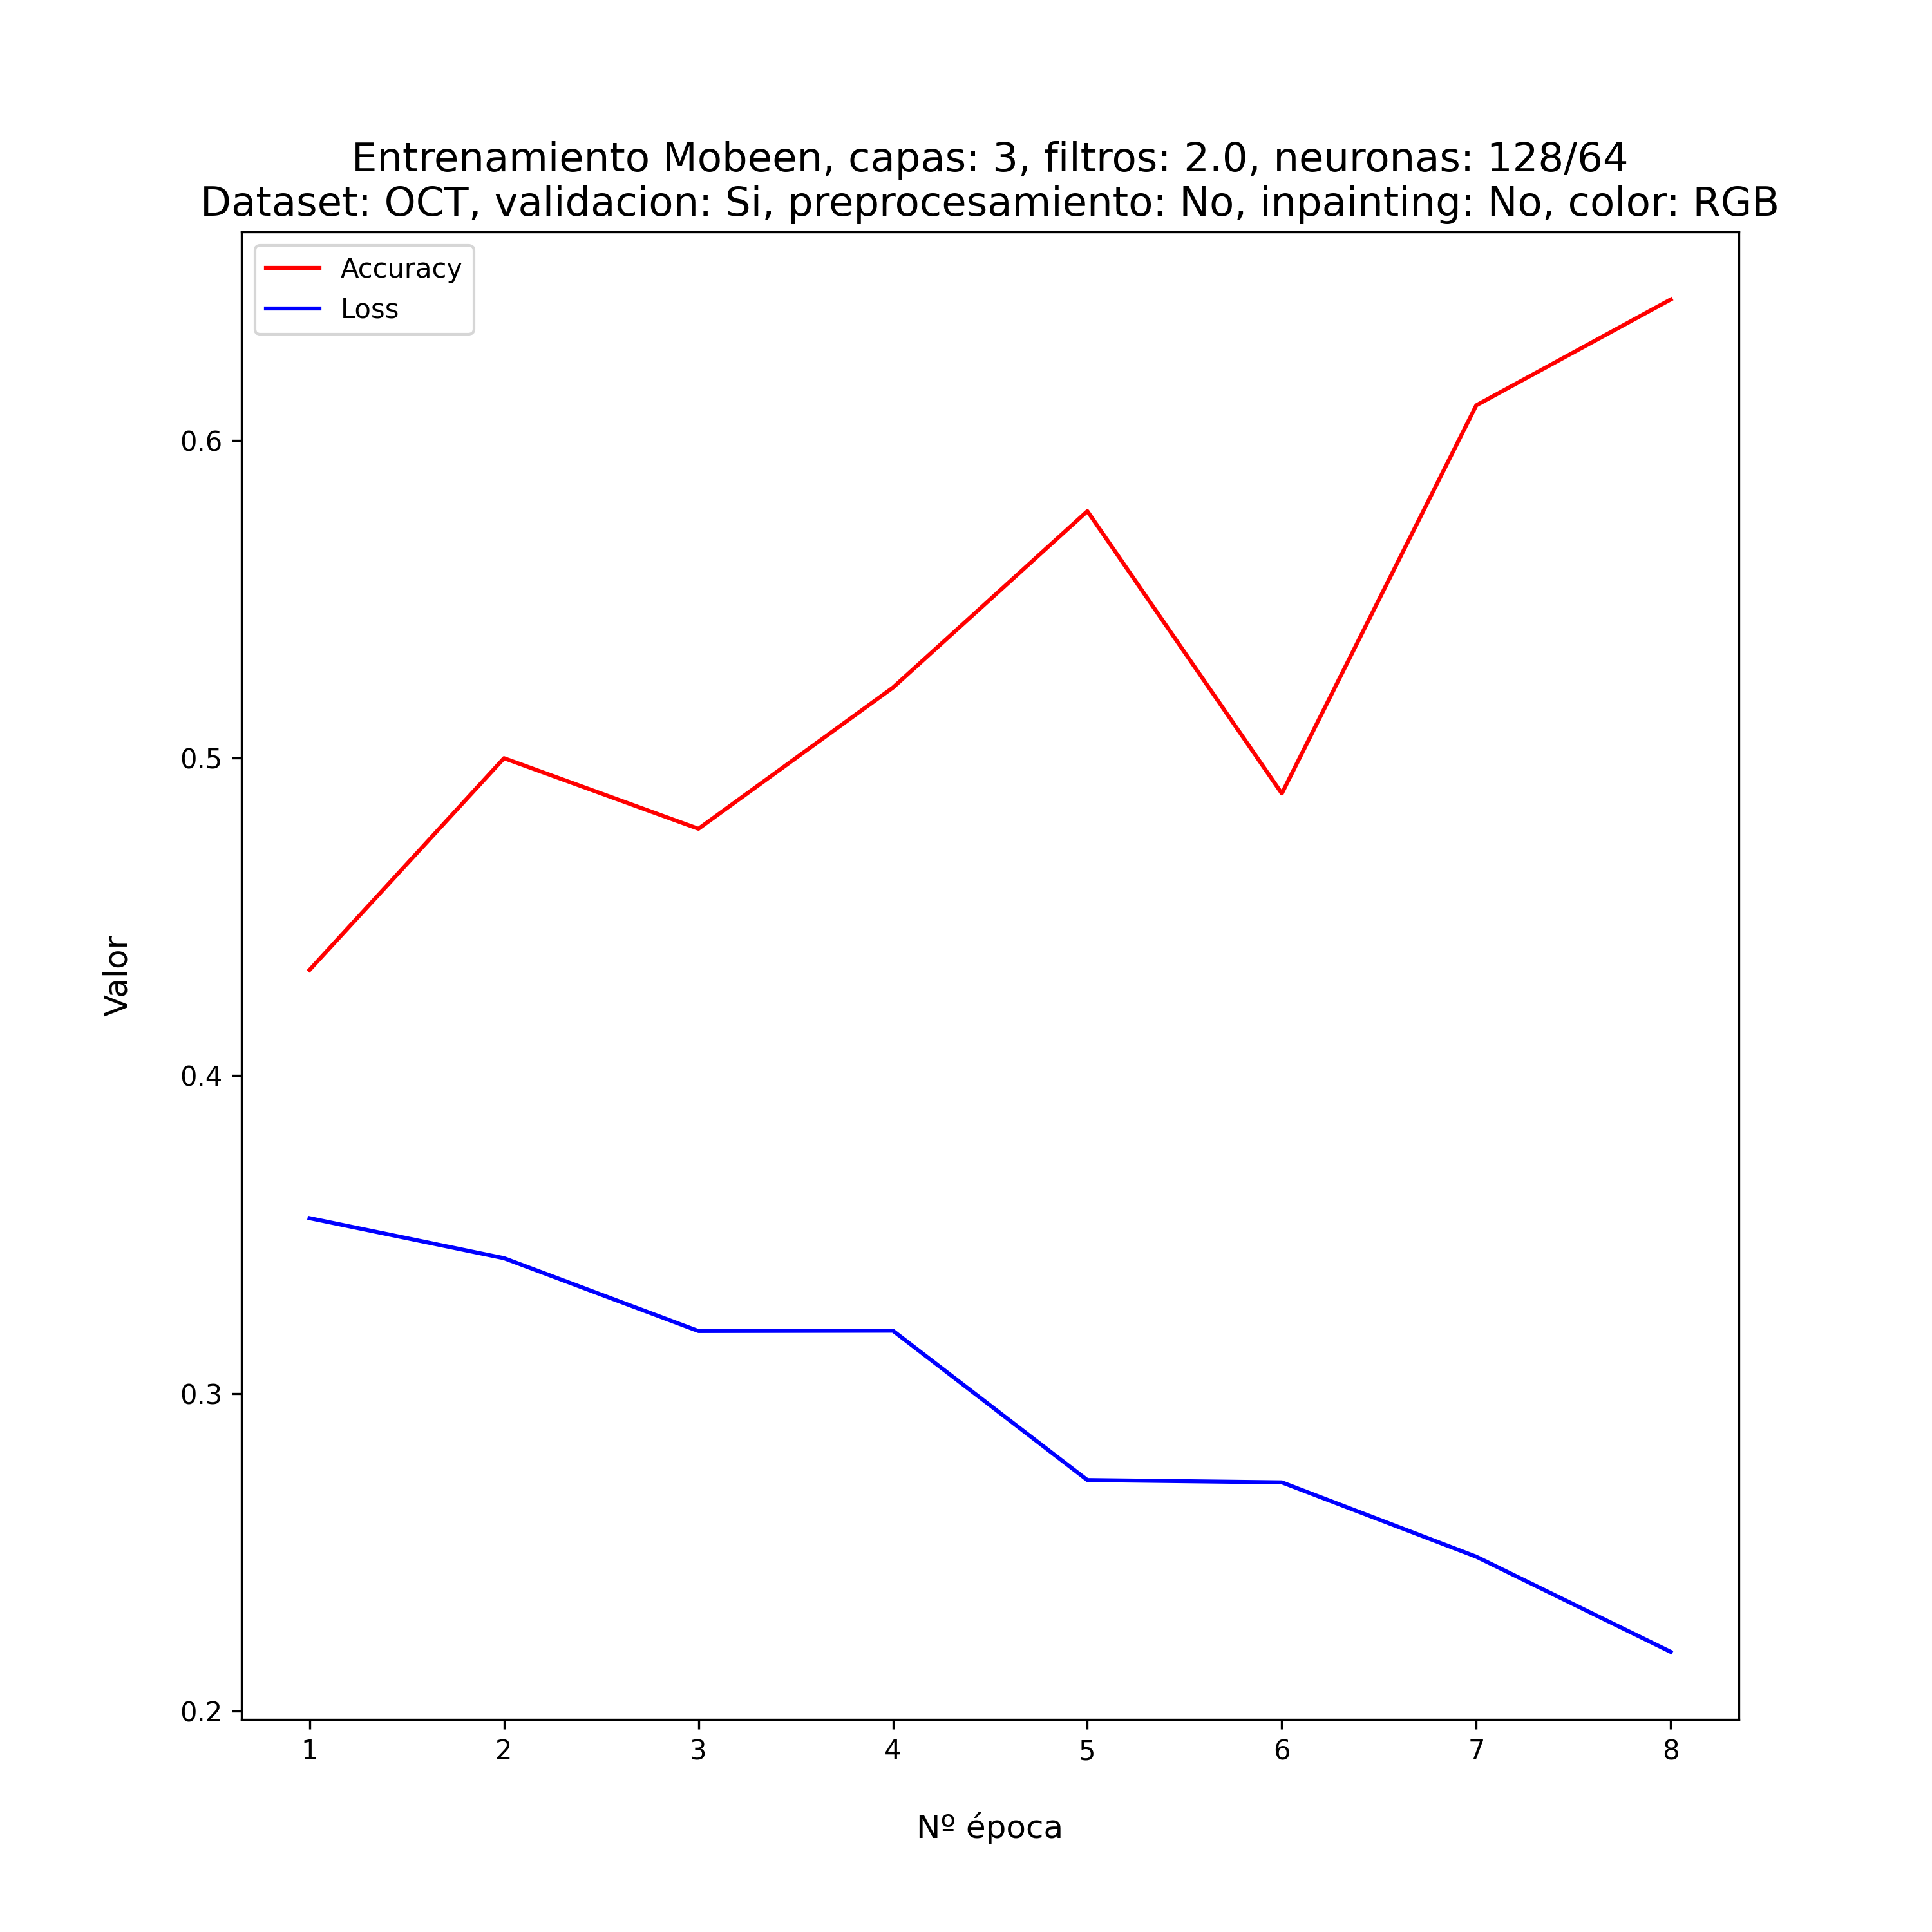 Entrenamiento Mobeen, capas: 3, filtros: 2.0, neuronas: 128/64
Dataset: OCT, validacion: Si, preprocesamiento: No, inpainting: No, color: RGB
Accuracy
Loss
0.6
0.5
0.4
0.3
0.2
Valor
1 2 3 4 5 6 7 8
Nº época